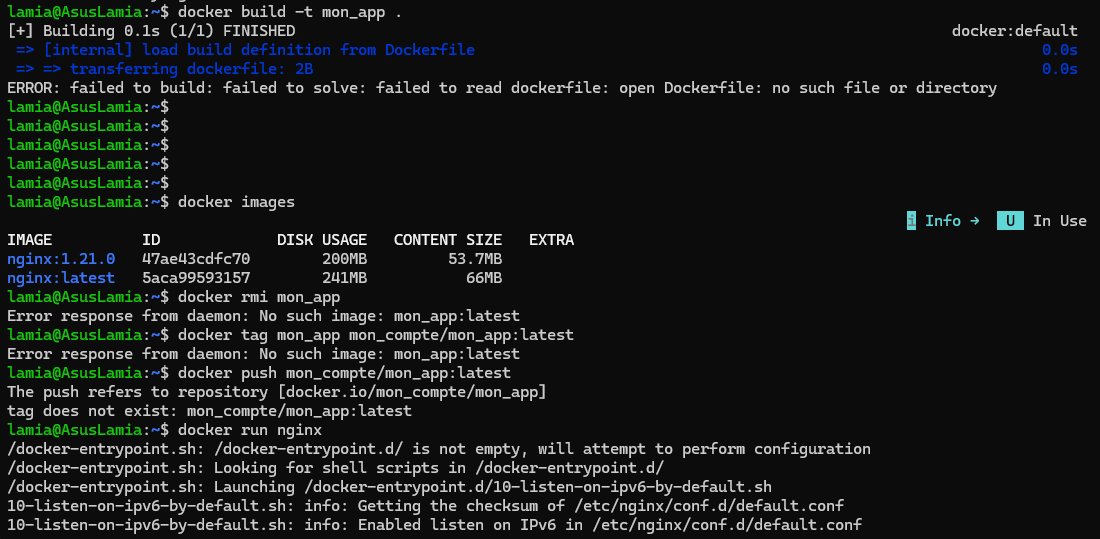 lamia@AsusLamia:~$ docker build -t mon_app .
[+] Building 0.1s (1/1) FINISHED docker:default
=> [internal] load build definition from Dockerfile 0.0s
=> => transferring dockerfile: 2B 0.0s
ERROR: failed to build: failed to solve: failed to read dockerfile: open Dockerfile: no such file or directory
lamia@AsusLamia:~$
lamia@AsusLamia:~$
lamia@AsusLamia:~$
lamia@AsusLamia:~$
lamia@AsusLamia:~$
lamia@AsusLamia:~$ docker images
i Info → U In Use
IMAGE ID DISK USAGE CONTENT SIZE EXTRA
nginx:1.21.0 47ae43cdfc70 200MB 53.7MB
nginx:latest 5aca99593157 241MB 66MB
lamia@AsusLamia:~$ docker rmi mon_app
Error response from daemon: No such image: mon_app:latest
lamia@AsusLamia:~$ docker tag mon_app mon_compte/mon_app:latest
Error response from daemon: No such image: mon_app:latest
lamia@AsusLamia:~$ docker push mon_compte/mon_app:latest
The push refers to repository [docker.io/mon_compte/mon_app]
tag does not exist: mon_compte/mon_app:latest
lamia@AsusLamia:~$ docker run nginx
/docker-entrypoint.sh: /docker-entrypoint.d/ is not empty, will attempt to perform configuration
/docker-entrypoint.sh: Looking for shell scripts in /docker-entrypoint.d/
/docker-entrypoint.sh: Launching /docker-entrypoint.d/10-listen-on-ipv6-by-default.sh
10-listen-on-ipv6-by-default.sh: info: Getting the checksum of /etc/nginx/conf.d/default.conf
10-listen-on-ipv6-by-default.sh: info: Enabled listen on IPv6 in /etc/nginx/conf.d/default.conf